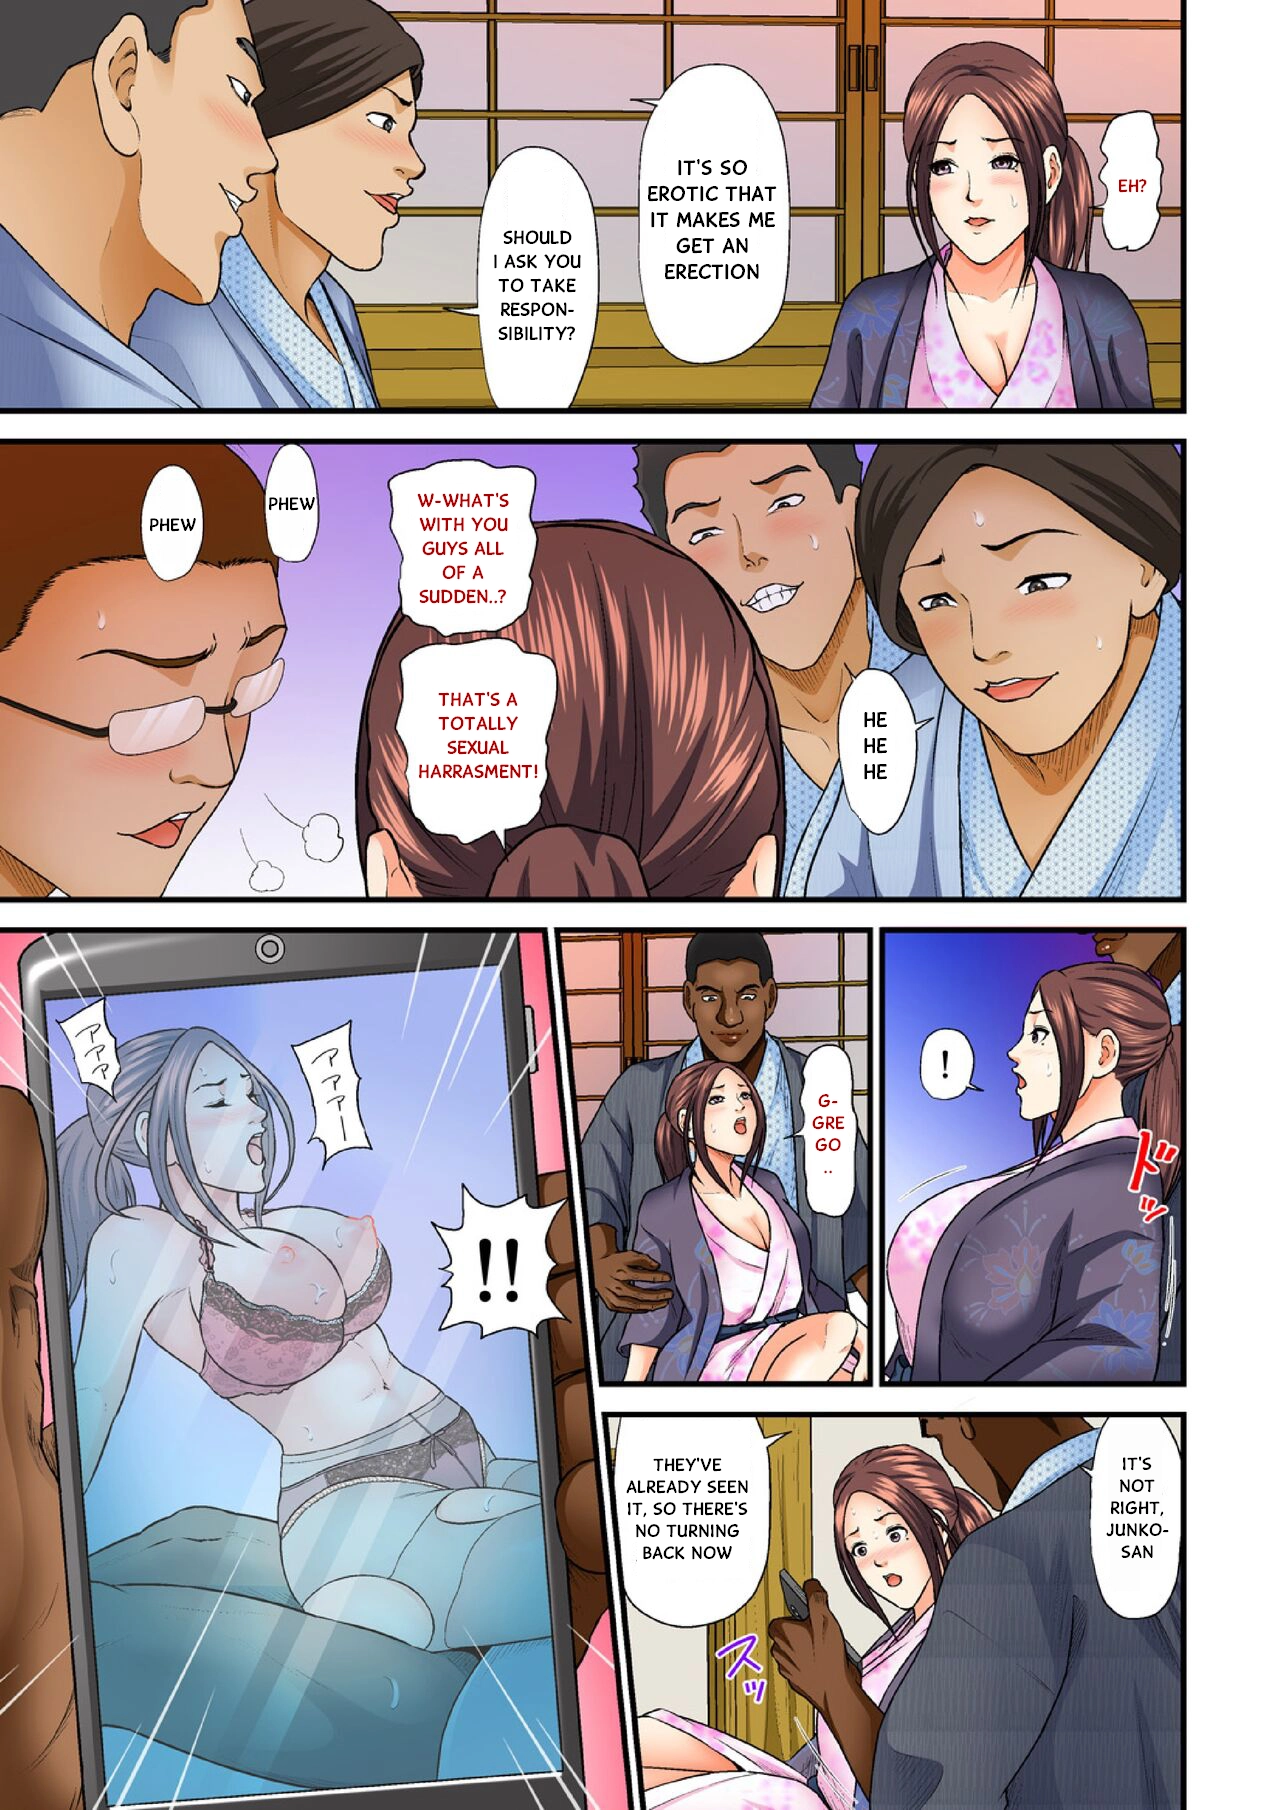 EH?
IT'S SO
EROTIC THAT
IT MAKES ME
GET AN
ERECTION
SHOULD
I ASK YOU
TO TAKE
RESPON-
SIBILITY?
HE
HE
HE
W-WHAT'S
WITH YOU
GUYS ALL
OF A
SUDDEN..?
THAT'S A
TOTALLY
SEXUAL
HARRASMENT!
PHEW
PHEW
!
ドッ
G-
GRE
GO
..
アアアー
アアア
!!
IT'S
NOT
RIGHT,
JUNKO-
SAN
THEY'VE
ALREADY SEEN
IT, SO THERE'S
NO TURNING
BACK NOW
スッ